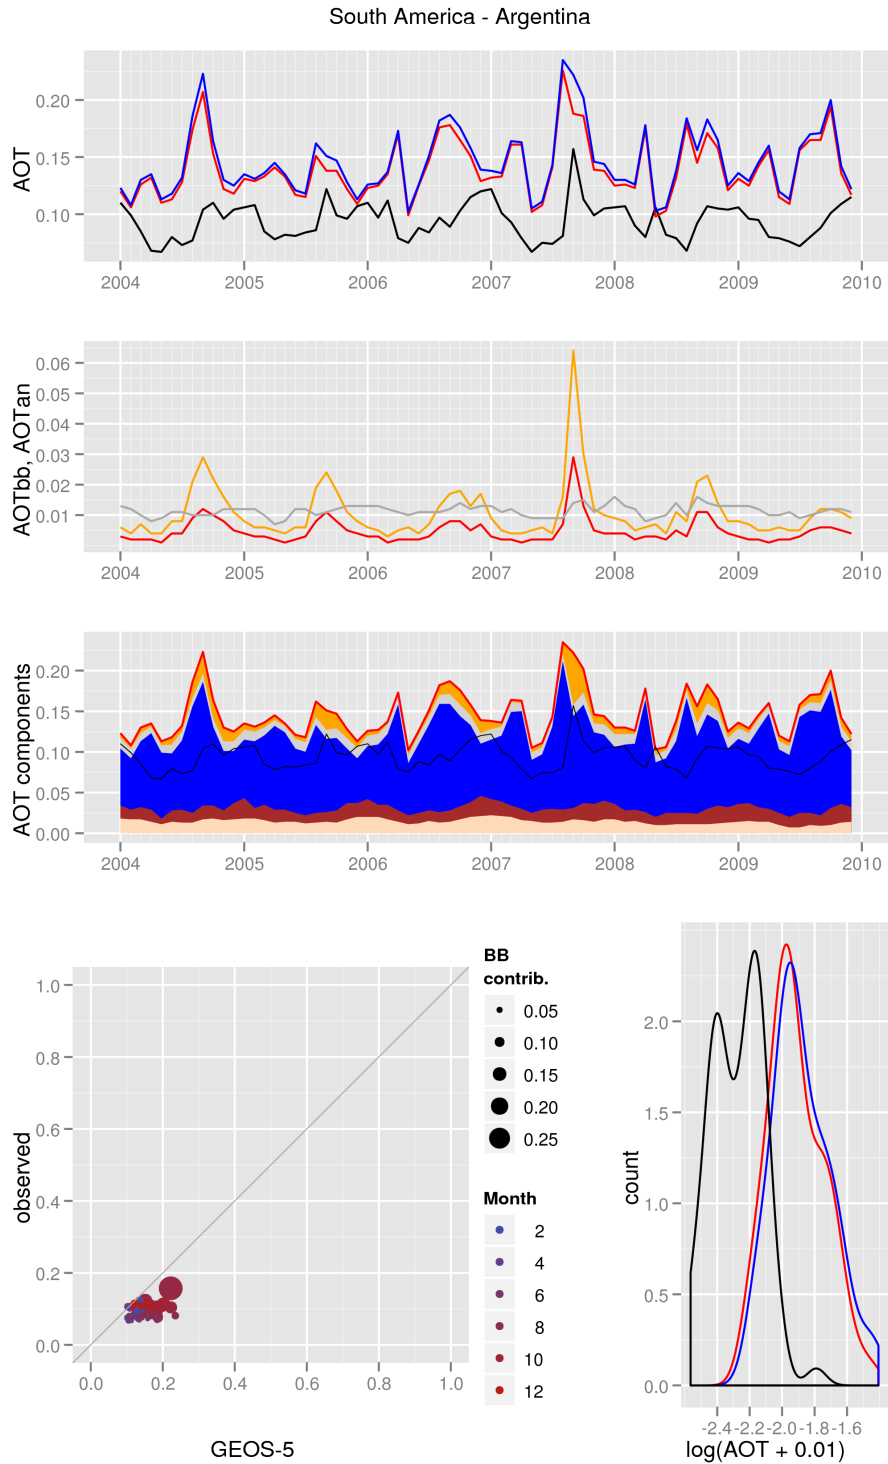 South America - Argentina
AOT
0.20
0.15
0.10
2004 2005 2006 2007 2008 2009 2010
AOTbb, AOTan
0.06
0.05
0.04
0.03
0.02
0.01
2004 2005 2006 2007 2008 2009 2010
AOT components
0.20
0.15
0.10
0.05
0.00
2004 2005 2006 2007 2008 2009 2010
observed
1.0
0.8
0.6
0.4
0.2
0.0
0.0 0.2 0.4 0.6 0.8 1.0
GEOS-5
BB
contrib.
0.05
0.10
0.15
0.20
0.25
Month
2
4
6
8
10
12
count
2.0
1.5
1.0
0.5
0.0
-2.4 -2.2 -2.0 -1.8 -1.6
log(AOT + 0.01)